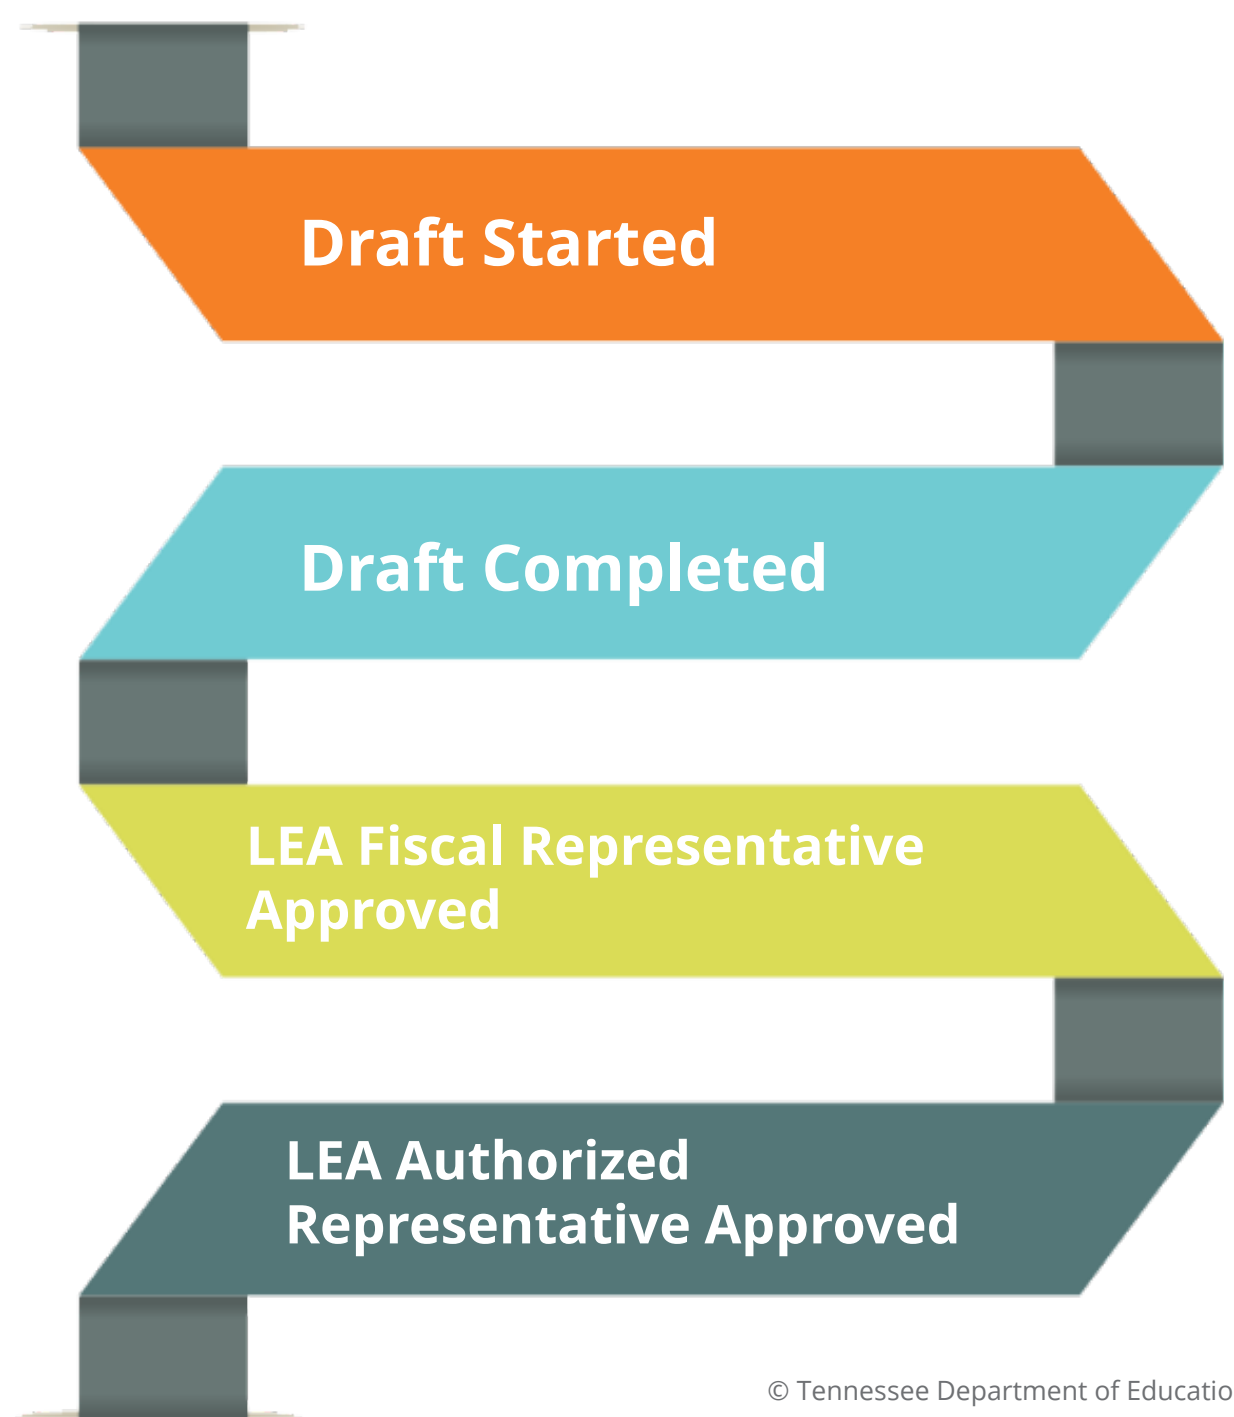 Draft Started
Draft Completed
LEA Fiscal Representative
Approved
LEA Authorized
Representative Approved
© Tennessee Department of Educatio